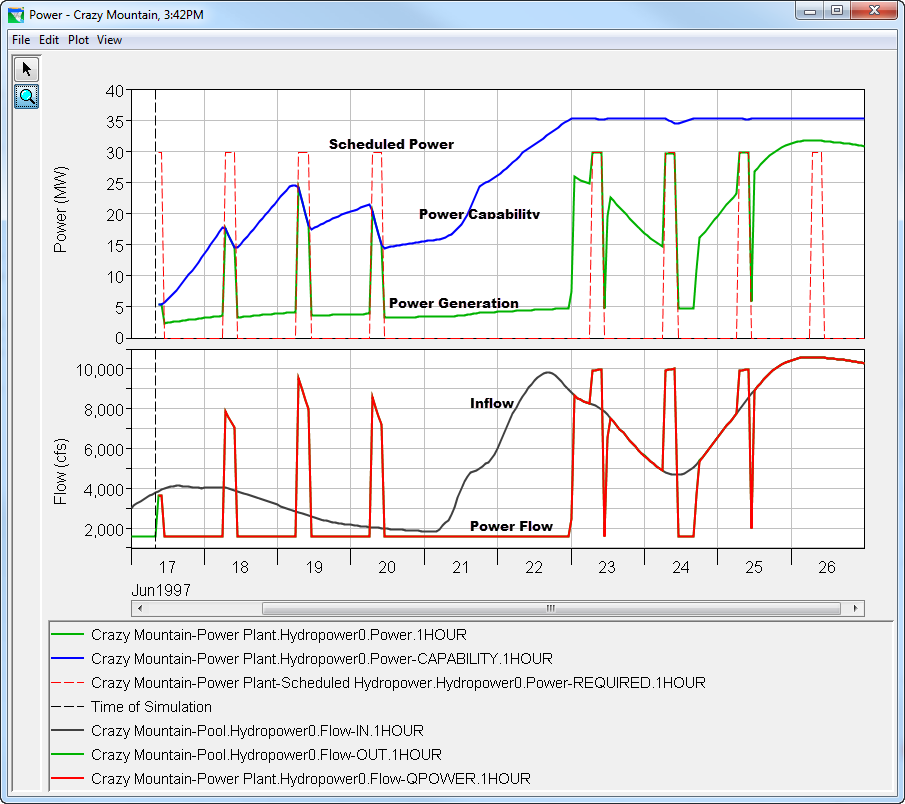 Power - Crazy Mountain, 3:42PM
File Edit Plot View
40
35
30
25
20
15
10
5
0
Power (MW)
Scheduled Power
Power Capability
Power Generation
10,000
8,000
6,000
4,000
2,000
Flow (cfs)
Inflow
Power Flow
17 18 19 20 21 22 23 24 25 26
Jun1997
Crazy Mountain-Power Plant.Hydropower0.Power.1HOUR
Crazy Mountain-Power Plant.Hydropower0.Power-CAPABILITY.1HOUR
Crazy Mountain-Power Plant-Scheduled Hydropower.Hydropower0.Power-REQUIRED.1HOUR
Time of Simulation
Crazy Mountain-Pool.Hydropower0.Flow-IN.1HOUR
Crazy Mountain-Pool.Hydropower0.Flow-OUT.1HOUR
Crazy Mountain-Power Plant.Hydropower0.Flow-QPOWER.1HOUR